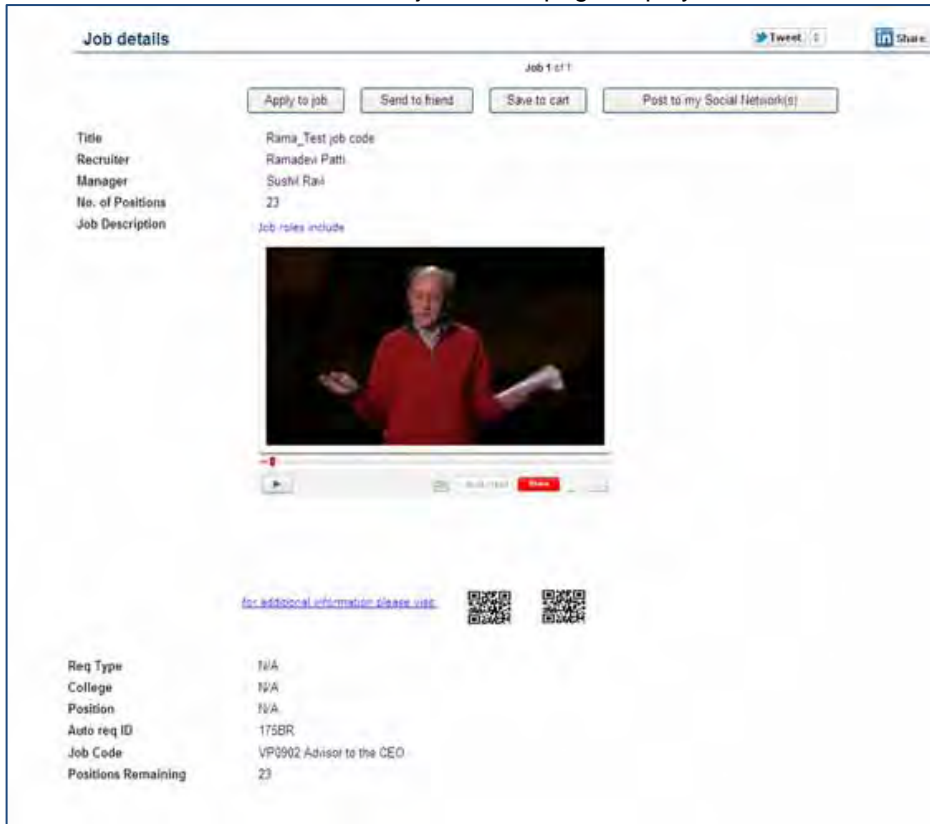 Job details
Tweet
Share
Job 1 of 1
Apply to job
Send to friend
Save to cart
Post to my Social Network(s)
Title Rama_Test job code
Recruiter Ramadevi Patti
Manager Sushil Ravi
No. of Positions 23
Job Description Job roles include
Share
for additional information please visit
Req Type N/A
College N/A
Position N/A
Auto req ID 175BR
Job Code VP0902 Advisor to the CEO
Positions Remaining 23